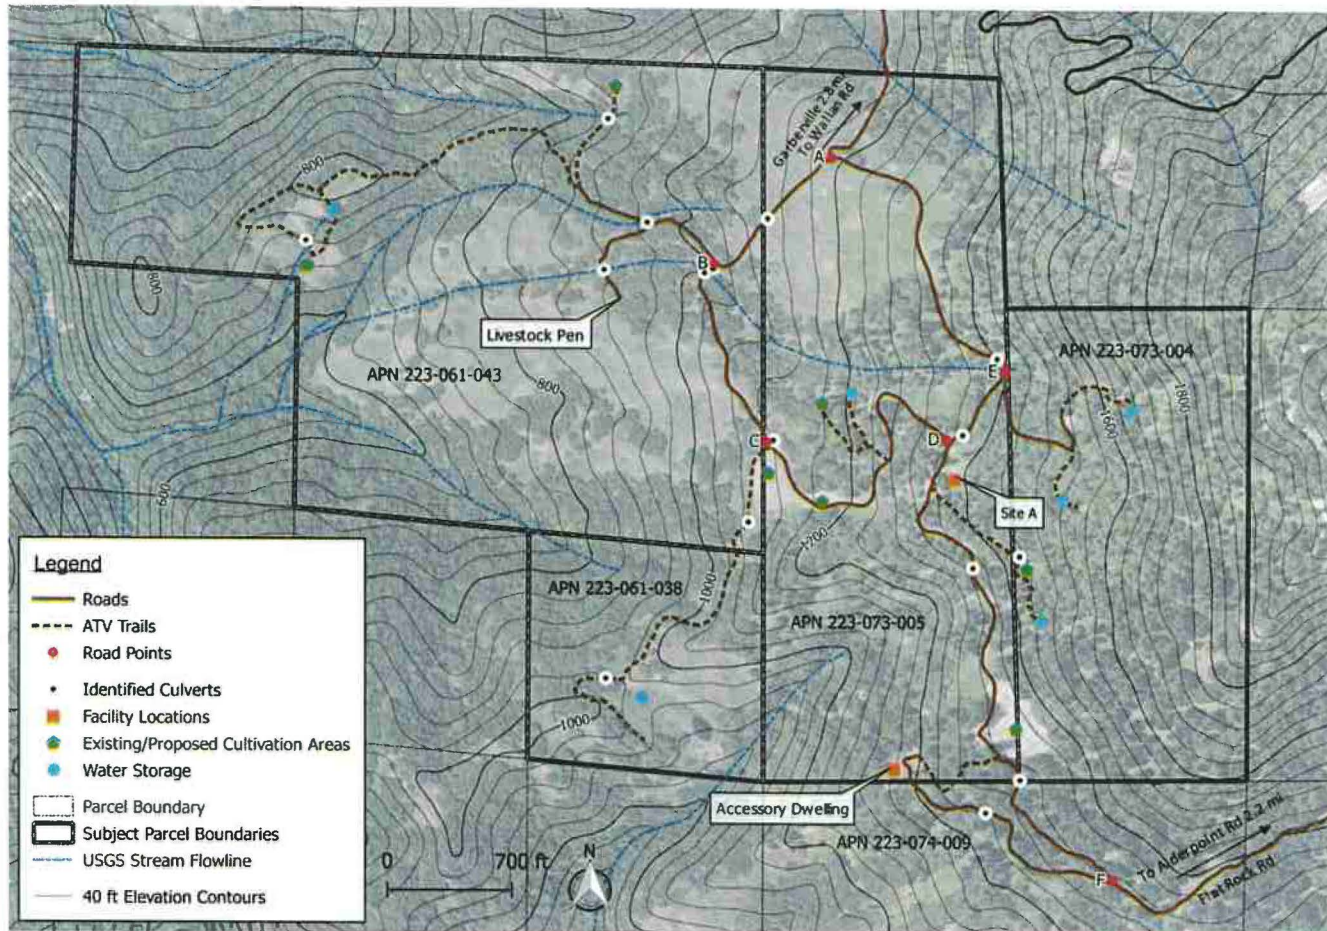 Garberville 2.8 mi.
To Wallan Rd
A
800
B
Livestock Pen
800
APN 223-061-043
APN 223-073-004
E
1800
1600
800
C
D
Site A
600
1200
APN 223-061-038
1000
APN 223-073-005
1000
Accessory Dwelling
APN 223-074-009
To Alderpoint Rd 2.2 mi.
Flat Rock Rd
F
0
700 ft
N
Legend
Roads
ATV Trails
Road Points
Identified Culverts
Facility Locations
Existing/Proposed Cultivation Areas
Water Storage
Parcel Boundary
Subject Parcel Boundaries
USGS Stream Flowline
40 ft Elevation Contours